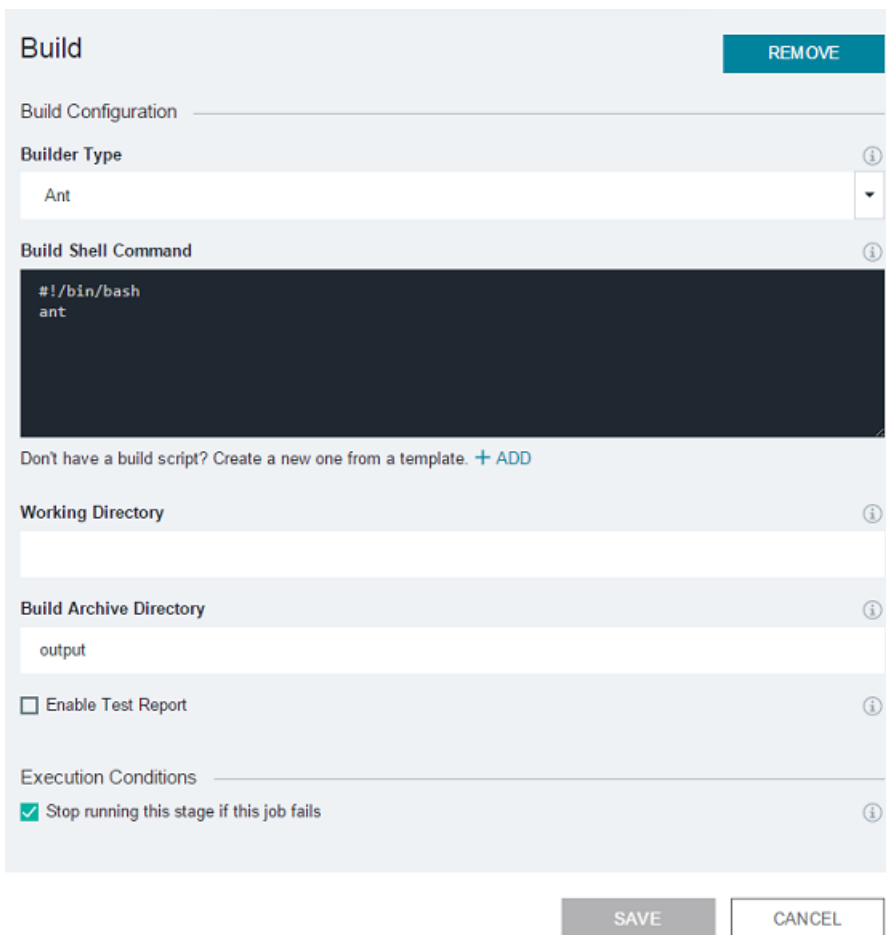 Build
REMOVE
Build Configuration
Builder Type
Ant
Build Shell Command
#!/bin/bash
ant
Don't have a build script? Create a new one from a template. + ADD
Working Directory
Build Archive Directory
output
Enable Test Report
Execution Conditions
Stop running this stage if this job fails
SAVE
CANCEL